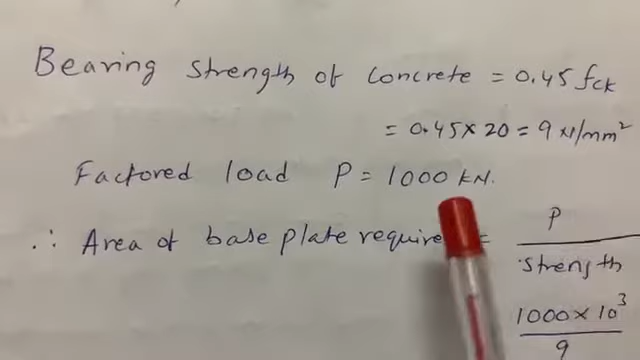 Bearing strength of concrete = 0.45 fck
= 0.45 × 20 = 9 N/mm²
Factored load P = 1000 kN.
∴ Area of base plate require = P / strength
1000 × 10³ / 9